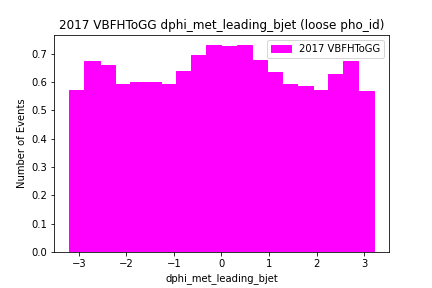 2017 VBFHToGG dphi_met_leading_bjet (loose pho_id)
2017 VBFHToGG
Number of Events
0.7
0.6
0.5
0.4
0.3
0.2
0.1
0.0
−3 −2 −1 0 1 2 3
dphi_met_leading_bjet